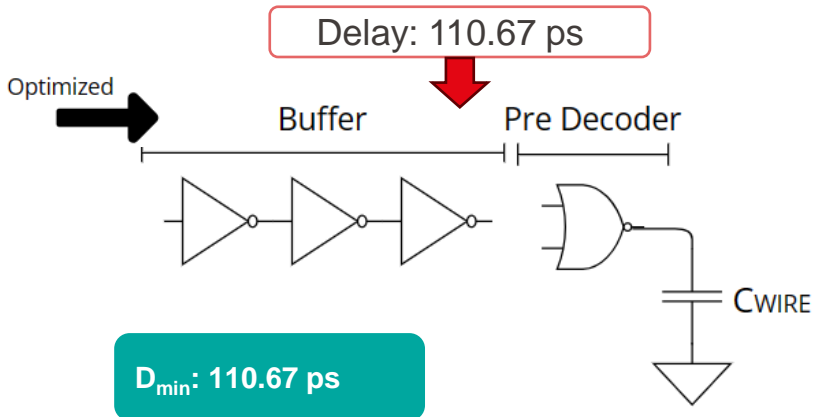 Delay: 110.67 ps
Optimized
Buffer
Pre Decoder
CWIRE
Dmin: 110.67 ps